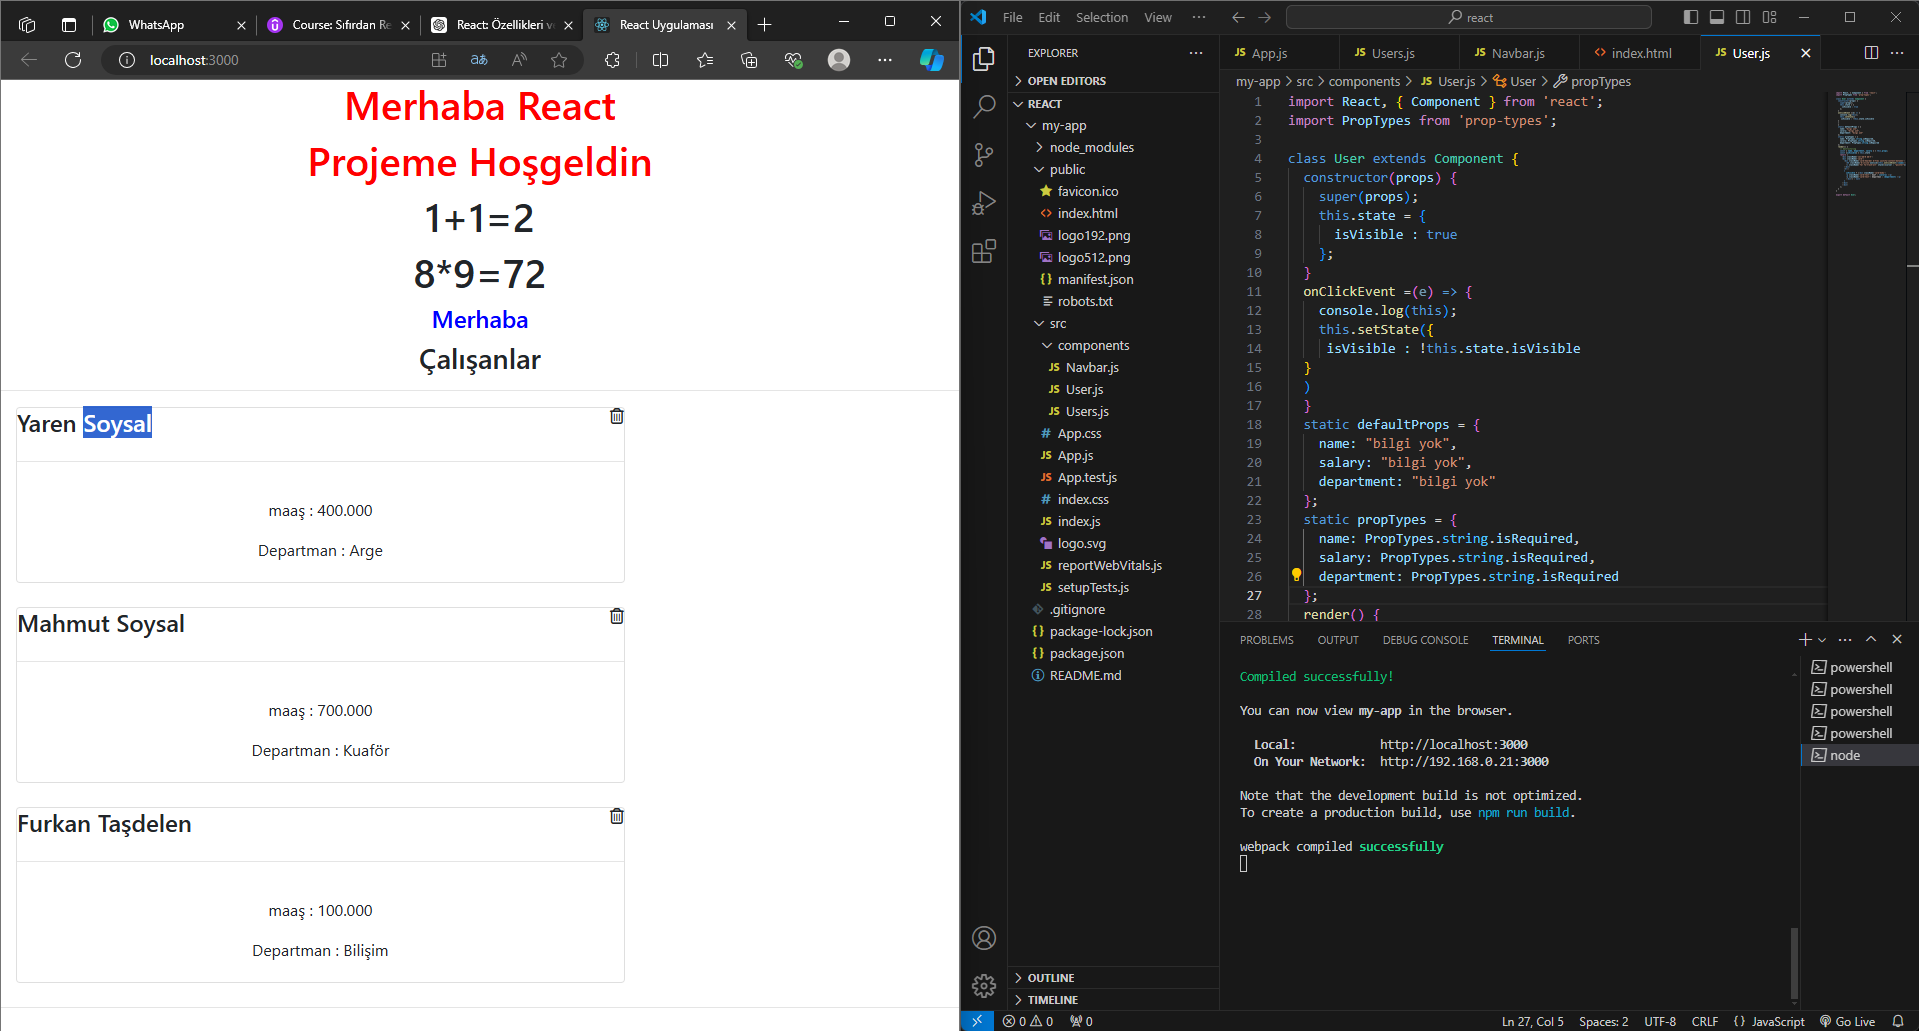 WhatsApp
Course: Sıfırdan Re
React: Özellikleri v
React Uygulaması
localhost:3000
Merhaba React
Projeme Hoşgeldin
1+1=2
8*9=72
Merhaba
Çalışanlar
Yaren Soysal
maaş : 400.000
Departman : Arge
Mahmut Soysal
maaş : 700.000
Departman : Kuaför
Furkan Taşdelen
maaş : 100.000
Departman : Bilişim
File Edit Selection View ···
react
EXPLORER
OPEN EDITORS
REACT
my-app
node_modules
public
favicon.ico
index.html
logo192.png
logo512.png
manifest.json
robots.txt
src
components
Navbar.js
User.js
Users.js
App.css
App.js
App.test.js
index.css
index.js
logo.svg
reportWebVitals.js
setupTests.js
.gitignore
package-lock.json
package.json
README.md
OUTLINE
TIMELINE
JS App.js
JS Users.js
JS Navbar.js
<> index.html
JS User.js
my-app > src > components > JS User.js > User > propTypes
1 import React, { Component } from 'react';
2 import PropTypes from 'prop-types';
3
4 class User extends Component {
5 constructor(props) {
6 super(props);
7 this.state = {
8 isVisible : true
9 };
10 }
11 onClickEvent =(e) => {
12 console.log(this);
13 this.setState({
14 isVisible : !this.state.isVisible
15 }
16 )
17 }
18 static defaultProps = {
19 name: "bilgi yok",
20 salary: "bilgi yok",
21 department: "bilgi yok"
22 };
23 static propTypes = {
24 name: PropTypes.string.isRequired,
25 salary: PropTypes.string.isRequired,
26 department: PropTypes.string.isRequired
27 };
28 render() {
PROBLEMS OUTPUT DEBUG CONSOLE TERMINAL PORTS
Compiled successfully!
You can now view my-app in the browser.
Local: http://localhost:3000
On Your Network: http://192.168.0.21:3000
Note that the development build is not optimized.
To create a production build, use npm run build.
webpack compiled successfully
powershell
powershell
powershell
powershell
node
0 0 0
Ln 27, Col 5 Spaces: 2 UTF-8 CRLF { } JavaScript Go Live